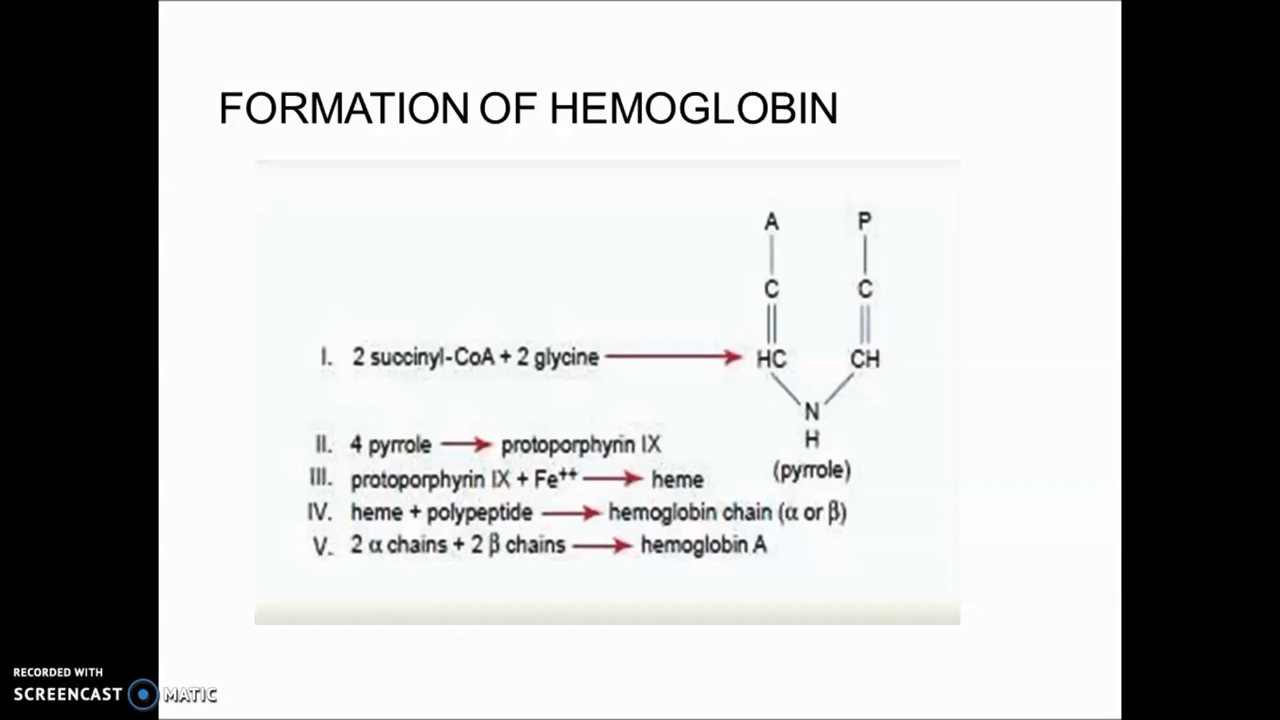 FORMATION OF HEMOGLOBIN
A P
C C
I. 2 succinyl-CoA + 2 glycine HC CH
N
H
(pyrrole)
II. 4 pyrrole protoporphyrin IX
III. protoporphyrin IX + Fe⁺⁺ heme
IV. heme + polypeptide hemoglobin chain (α or β)
V. 2 α chains + 2 β chains hemoglobin A
RECORDED WITH
SCREENCAST MATIC